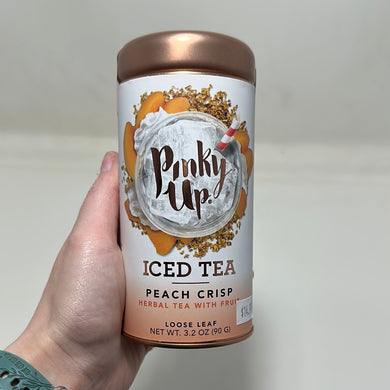 Pinky
Up.
ICED TEA
PEACH CRISP
HERBAL TEA WITH FRUIT
LOOSE LEAF
NET WT. 3.2 OZ (90 G)